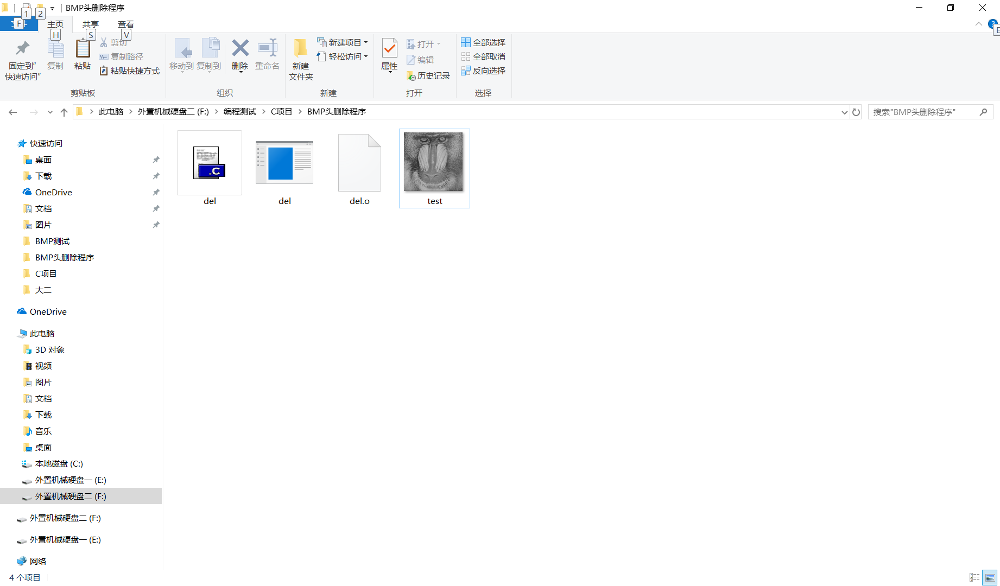 BMP头删除程序
1
2
F
主页
共享
查看
H
S
V
E
固定到"
快速访问"
复制
粘贴
剪切
复制路径
粘贴快捷方式
剪贴板
移动到
复制到
删除
重命名
组织
新建
文件夹
新建项目
轻松访问
新建
属性
打开
编辑
历史记录
打开
全部选择
全部取消
反向选择
选择
此电脑 > 外置机械硬盘二 (F:) > 编程测试 > C项目 > BMP头删除程序
搜索"BMP头删除程序"
快速访问
桌面
下载
OneDrive
文档
图片
BMP测试
BMP头删除程序
C项目
大二
OneDrive
此电脑
3D 对象
视频
图片
文档
下载
音乐
桌面
本地磁盘 (C:)
外置机械硬盘一 (E:)
外置机械硬盘二 (F:)
外置机械硬盘二 (F:)
外置机械硬盘一 (E:)
网络
DEV
.C
del
del
del.o
test
4 个项目